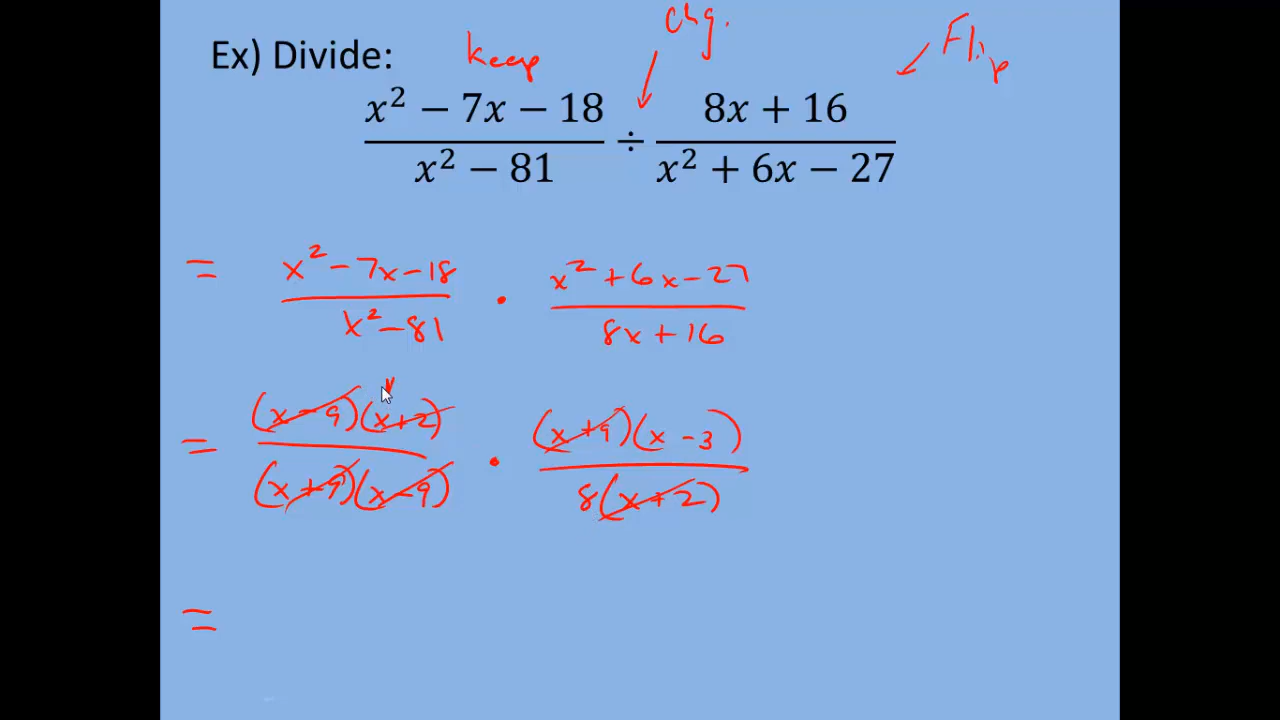 Ex) Divide: keep Chg. Flip
x² − 7x − 18 / x² − 81 ÷ 8x + 16 / x² + 6x − 27
= x² − 7x − 18 / x² − 81 · x² + 6x − 27 / 8x + 16
= (x − 9)(x + 2) / (x + 9)(x − 9) · (x + 9)(x − 3) / 8(x + 2)
=